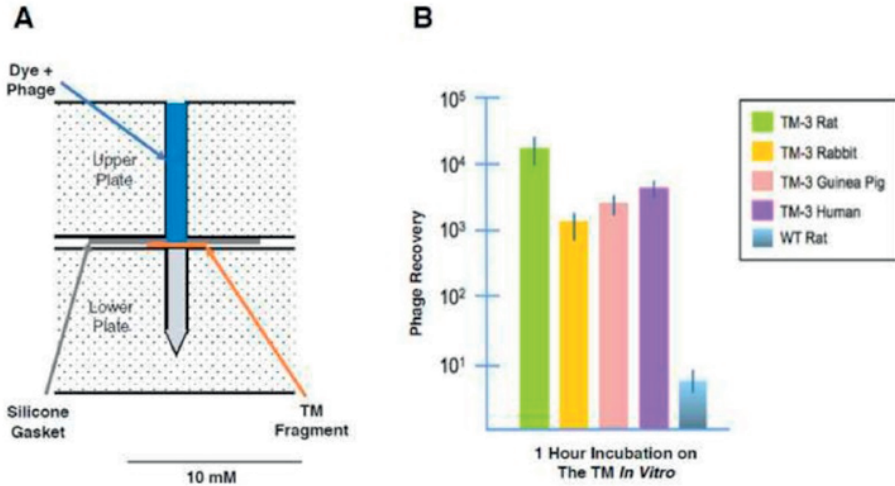 A
Dye +
Phage
Upper
Plate
Lower
Plate
Silicone
Gasket
TM
Fragment
10 mM
B
Phage Recovery
10⁵
10⁴
10³
10²
10¹
1 Hour Incubation on
The TM In Vitro
TM-3 Rat
TM-3 Rabbit
TM-3 Guinea Pig
TM-3 Human
WT Rat